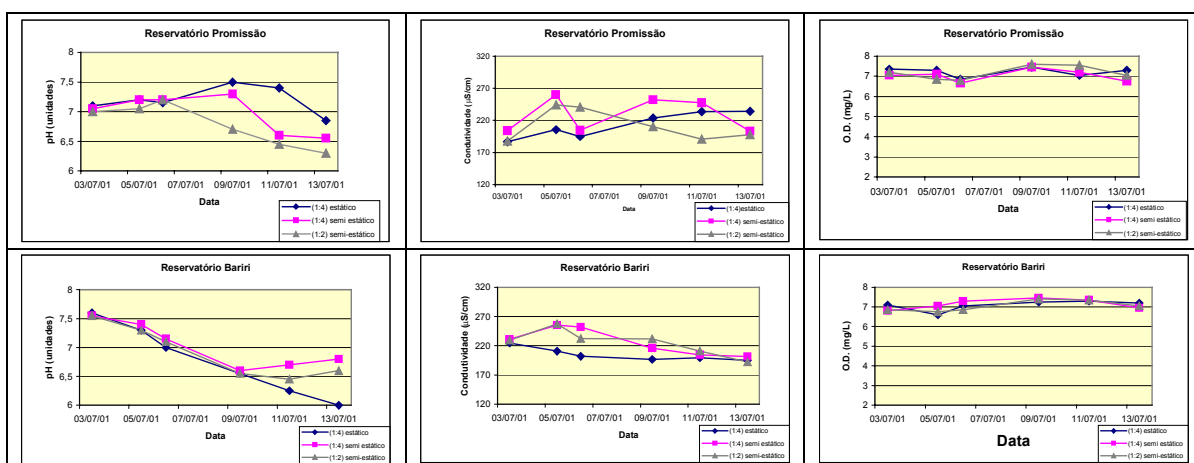 Reservatório Promissão
8
7,5
7
6,5
6
pH (unidades)
03/07/01 05/07/01 07/07/01 09/07/01 11/07/01 13/07/01
Data
(1:4) estático
(1:4) semi estático
(1:2) semi-estático
Reservatório Promissão
320
270
220
170
120
Condutividade (µS/cm)
03/07/01 05/07/01 07/07/01 09/07/01 11/07/01 13/07/01
Data
(1:4)estático
(1:4) semi estático
(1:2) semi-estático
Reservatório Promissão
8
7
6
5
4
3
2
O.D. (mg/L)
03/07/01 05/07/01 07/07/01 09/07/01 11/07/01 13/07/01
Data
(1:4) estático
(1:4) semi estático
(1:2) semi-estático
Reservatório Bariri
8
7,5
7
6,5
6
pH (unidades)
03/07/01 05/07/01 07/07/01 09/07/01 11/07/01 13/07/01
Data
(1:4) estático
(1:4) semi estático
(1:2) semi-estático
Reservatório Bariri
320
270
220
170
120
Condutividade (µS/cm)
03/07/01 05/07/01 07/07/01 09/07/01 11/07/01 13/07/01
Data
(1:4) estático
(1:4) semi estático
(1:2) semi-estático
Reservatório Bariri
8
7
6
5
4
3
2
O.D. (mg/L)
03/07/01 05/07/01 07/07/01 09/07/01 11/07/01 13/07/01
Data
(1:4) estático
(1:4) semi estático
(1:2) semi-estático